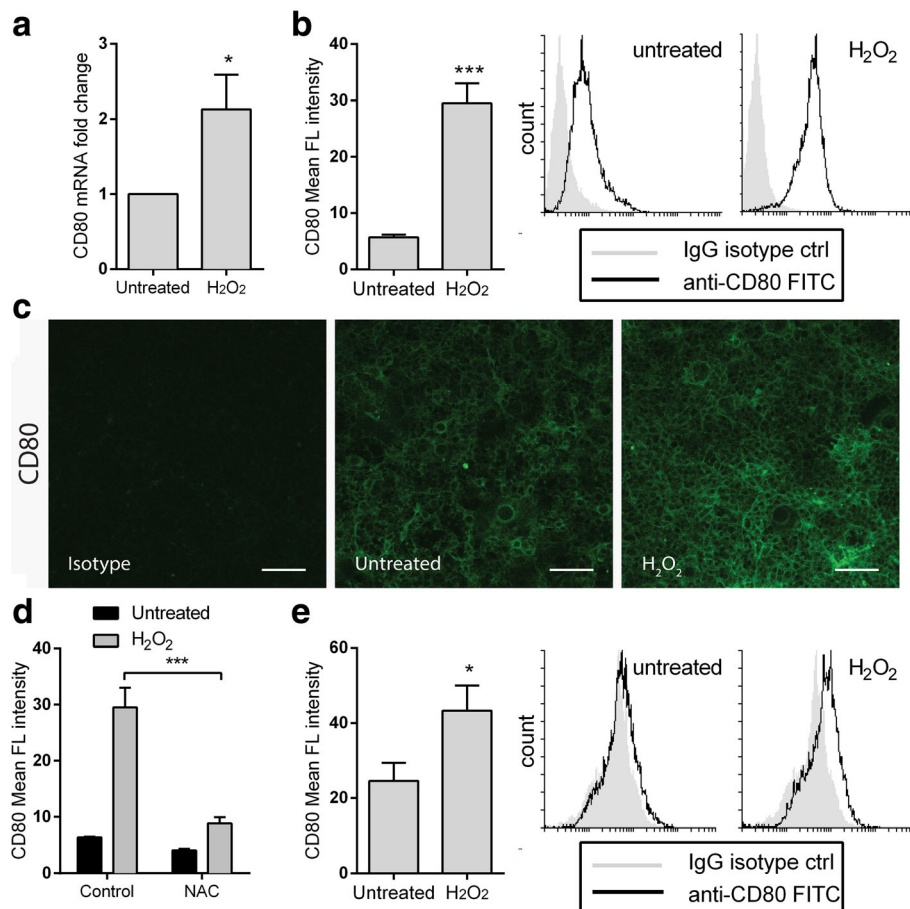 a
CD80 mRNA fold change
3
2
1
0
*
Untreated
H₂O₂
b
CD80 Mean FL intensity
40
30
20
10
0
***
Untreated
H₂O₂
count
untreated
H₂O₂
IgG isotype ctrl
anti-CD80 FITC
c
CD80
Isotype
Untreated
H₂O₂
d
Untreated
H₂O₂
CD80 Mean FL intensity
40
30
20
10
0
***
Control
NAC
e
CD80 Mean FL intensity
60
40
20
0
*
Untreated
H₂O₂
count
untreated
H₂O₂
IgG isotype ctrl
anti-CD80 FITC